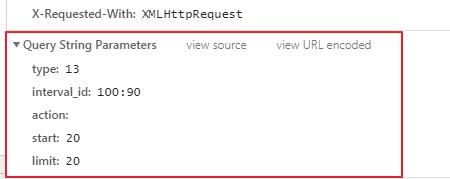 X-Requested-With: XMLHttpRequest
▼ Query String Parameters view source view URL encoded
type: 13
interval_id: 100:90
action:
start: 20
limit: 20